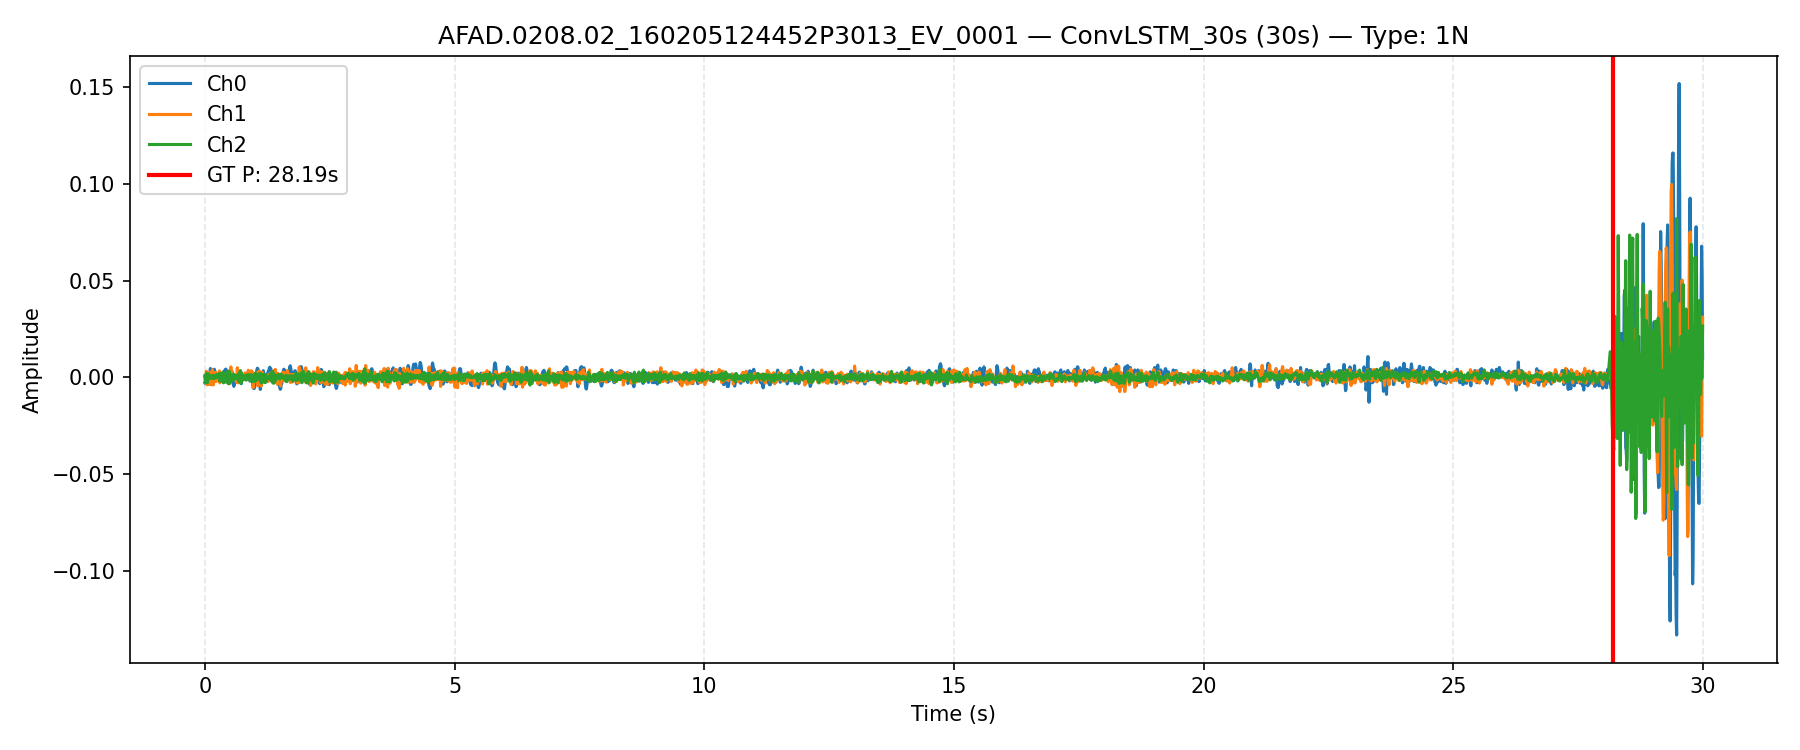 AFAD.0208.02_160205124452P3013_EV_0001 — ConvLSTM_30s (30s) — Type: 1N
Ch0
Ch1
Ch2
GT P: 28.19s
Amplitude
0.15
0.10
0.05
0.00
−0.05
−0.10
0 5 10 15 20 25 30
Time (s)